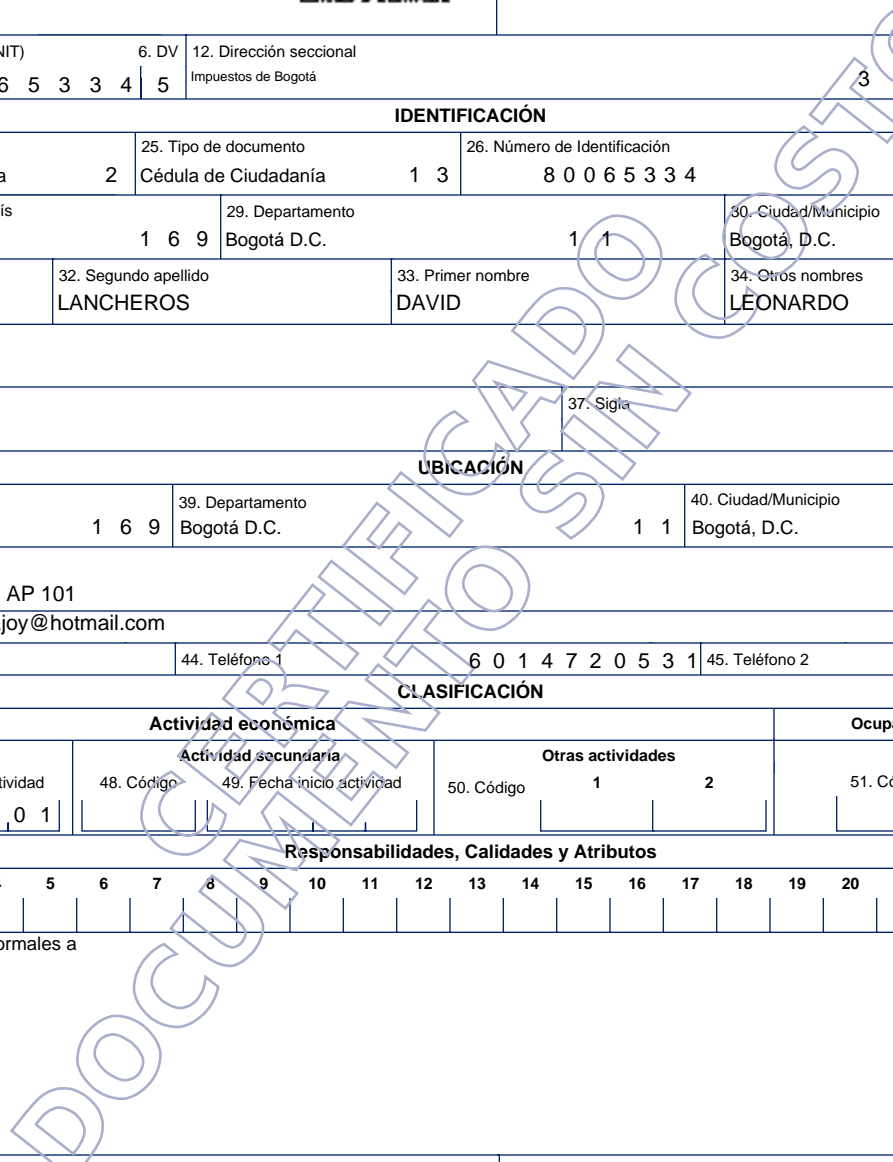 NIT)
6. DV
12. Dirección seccional
6 5 3 3 4 5
Impuestos de Bogotá
3
IDENTIFICACIÓN
25. Tipo de documento
26. Número de Identificación
a 2 Cédula de Ciudadanía 1 3
8 0 0 6 5 3 3 4
ís
29. Departamento
30. Ciudad/Municipio
1 6 9 Bogotá D.C. 1 1 Bogotá, D.C.
32. Segundo apellido
33. Primer nombre
34. Otros nombres
LANCHEROS
DAVID
LEONARDO
37. Sigla
UBICACIÓN
39. Departamento
40. Ciudad/Municipio
1 6 9 Bogotá D.C. 1 1 Bogotá, D.C.
AP 101
joy@hotmail.com
44. Teléfono 1 6 0 1 4 7 2 0 5 3 1 45. Teléfono 2
CLASIFICACIÓN
Actividad económica
Ocupa
Actividad secundaria
Otras actividades
tividad
48. Código
49. Fecha inicio actividad
50. Código
1
2
51. Có
0 1
Responsabilidades, Calidades y Atributos
5 6 7 8 9 10 11 12 13 14 15 16 17 18 19 20
ormales a
CERTIFICADO
DOCUMENTO SIN COSTO